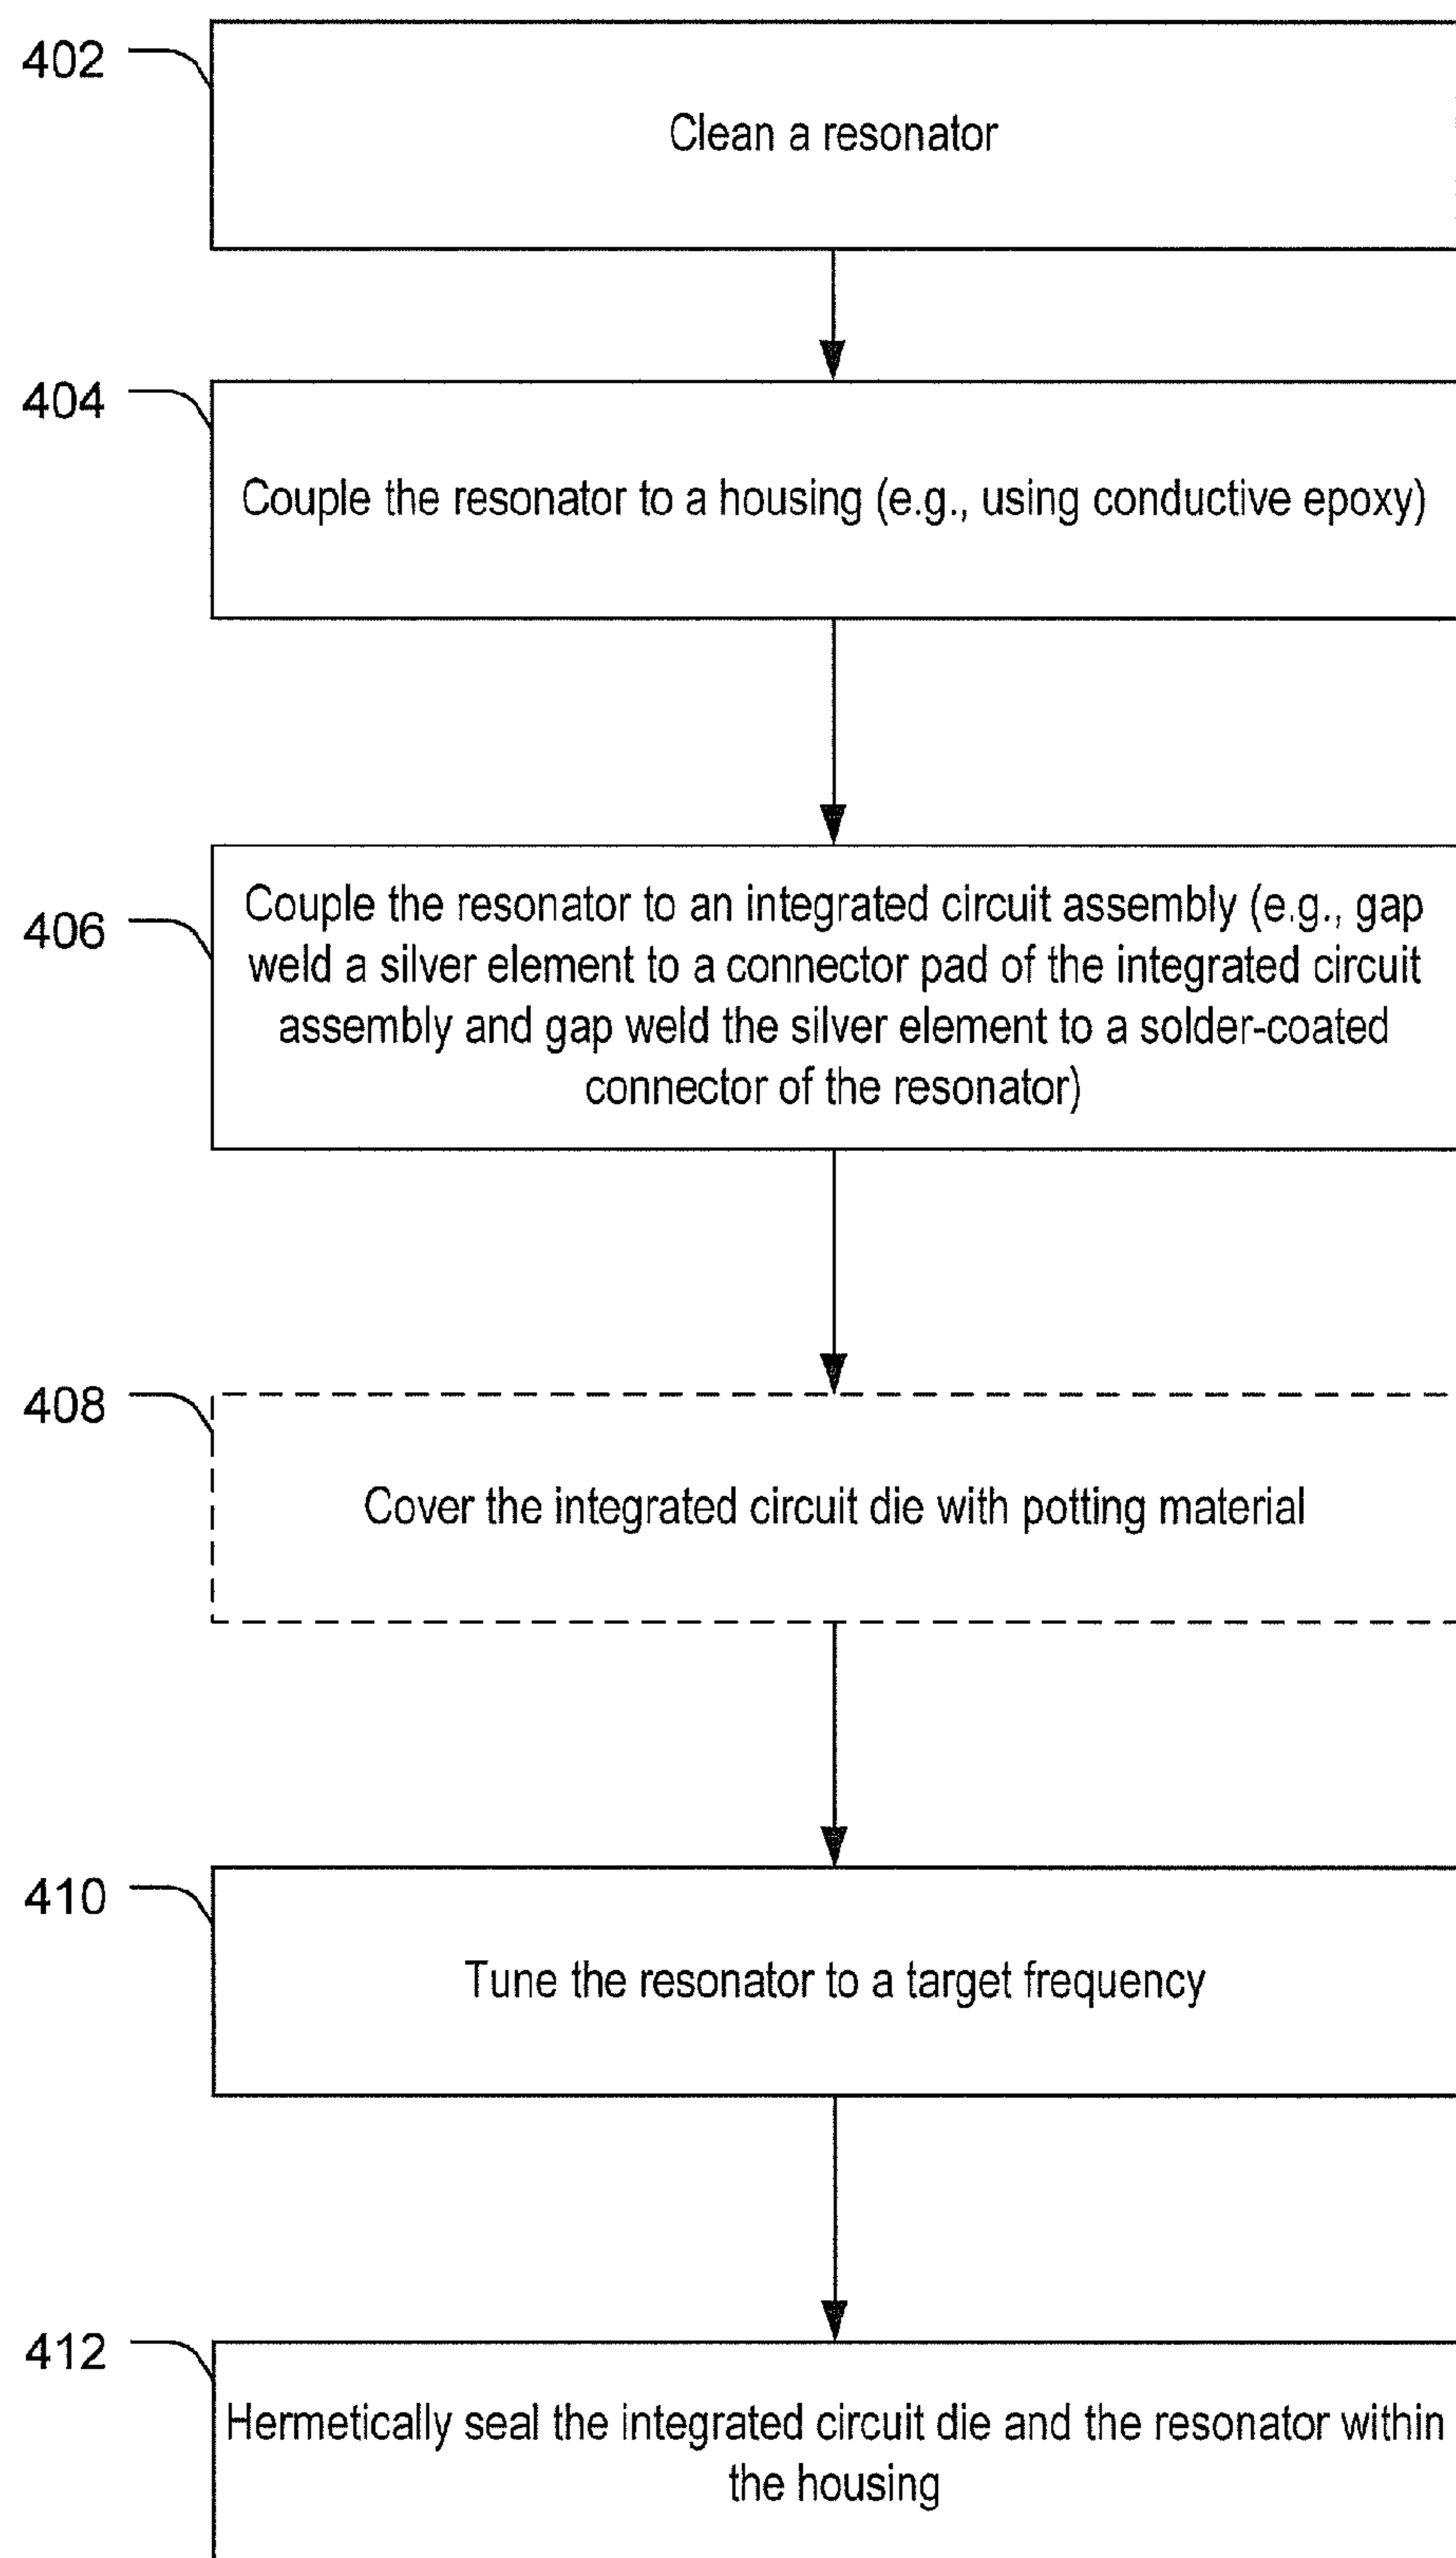 402
Clean a resonator
404
Couple the resonator to a housing (e.g., using conductive epoxy)
406
Couple the resonator to an integrated circuit assembly (e.g., gap
weld a silver element to a connector pad of the integrated circuit
assembly and gap weld the silver element to a solder-coated
connector of the resonator)
408
Cover the integrated circuit die with potting material
410
Tune the resonator to a target frequency
412
Hermetically seal the integrated circuit die and the resonator within
the housing